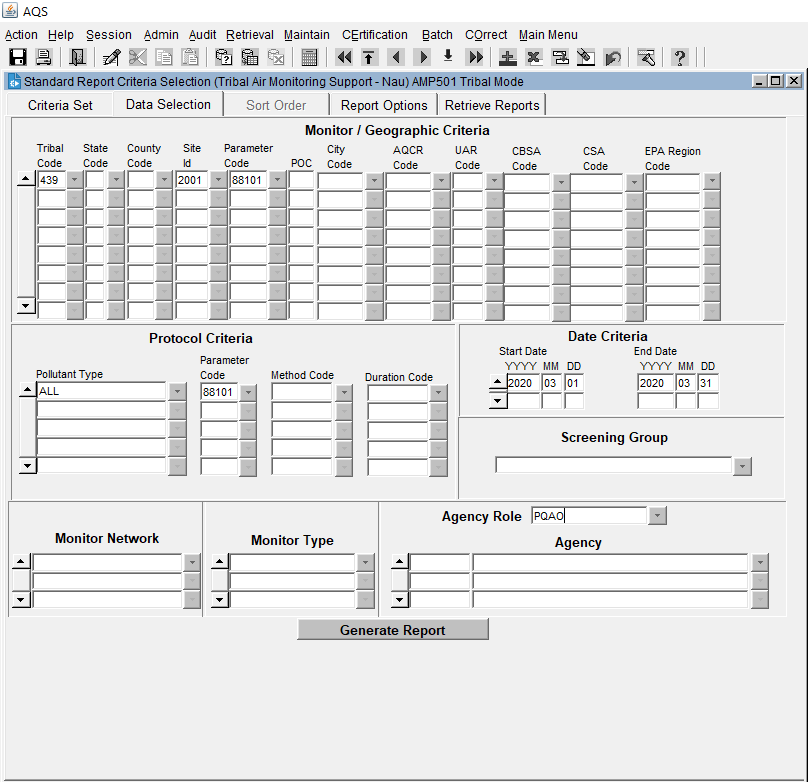 AQS
Action Help Session Admin Audit Retrieval Maintain CErtification Batch COrrect Main Menu
Standard Report Criteria Selection (Tribal Air Monitoring Support - Nau) AMP501 Tribal Mode
Criteria Set Data Selection Sort Order Report Options Retrieve Reports
Monitor / Geographic Criteria
Tribal State County Site Parameter City AQCR UAR CBSA CSA EPA Region
Code Code Code Id Code POC Code Code Code Code Code Code
439 2001 88101
Protocol Criteria
Pollutant Type Parameter Code Method Code Duration Code
ALL 88101
Date Criteria
Start Date End Date
YYYY MM DD YYYY MM DD
2020 03 01 2020 03 31
Screening Group
Monitor Network
Monitor Type
Agency Role PQAO
Agency
Generate Report